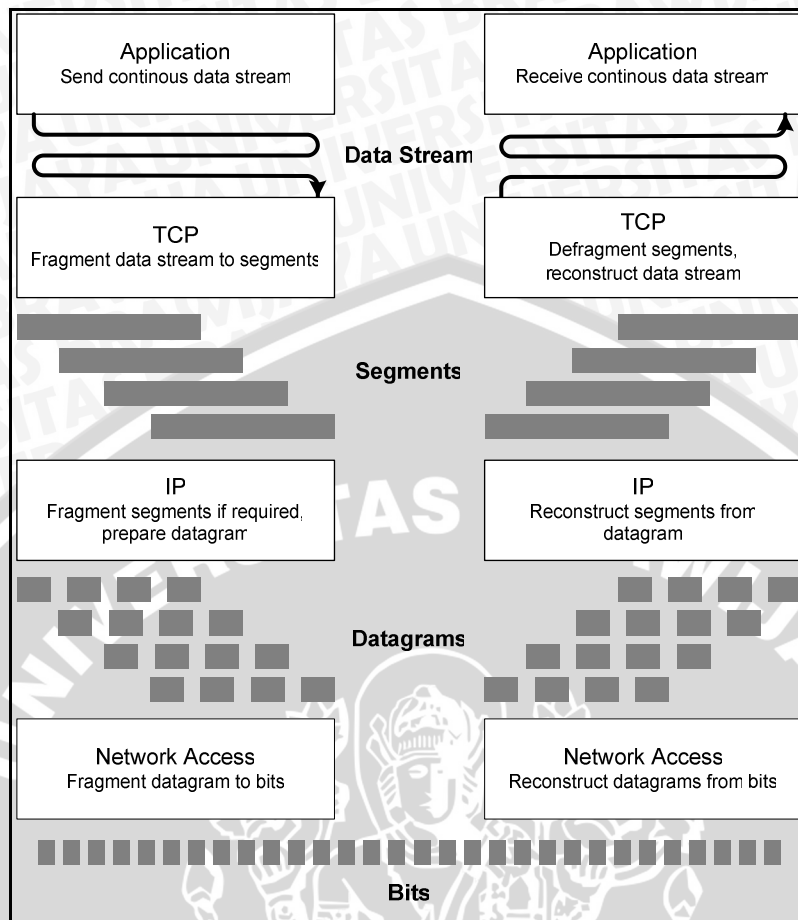 Application
Send continous data stream
Application
Receive continous data stream
Data Stream
TCP
Fragment data stream to segments
TCP
Defragment segments,
reconstruct data stream
Segments
IP
Fragment segments if required,
prepare datagram
IP
Reconstruct segments from
datagram
Datagrams
Network Access
Fragment datagram to bits
Network Access
Reconstruct datagrams from bits
Bits